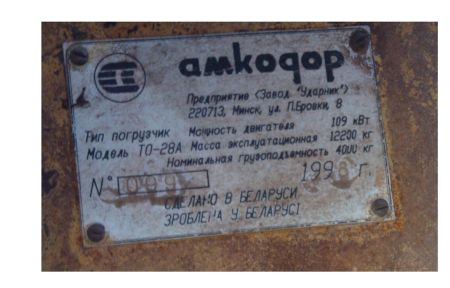 амкодор
Предприятие <Завод "Ударник">
220713, Минск, ул. П.Бровки, 8
Тип погрузчик Мощность двигателя 109 кВт
Модель ТО-28А Масса эксплуатационная 12200 кг
Номинальная грузоподъемность 4000 кг
N° 199 г.
СДЕЛАНО В БЕЛАРУСИ
ЗРОБЛЕНА У БЕЛАРУСІ